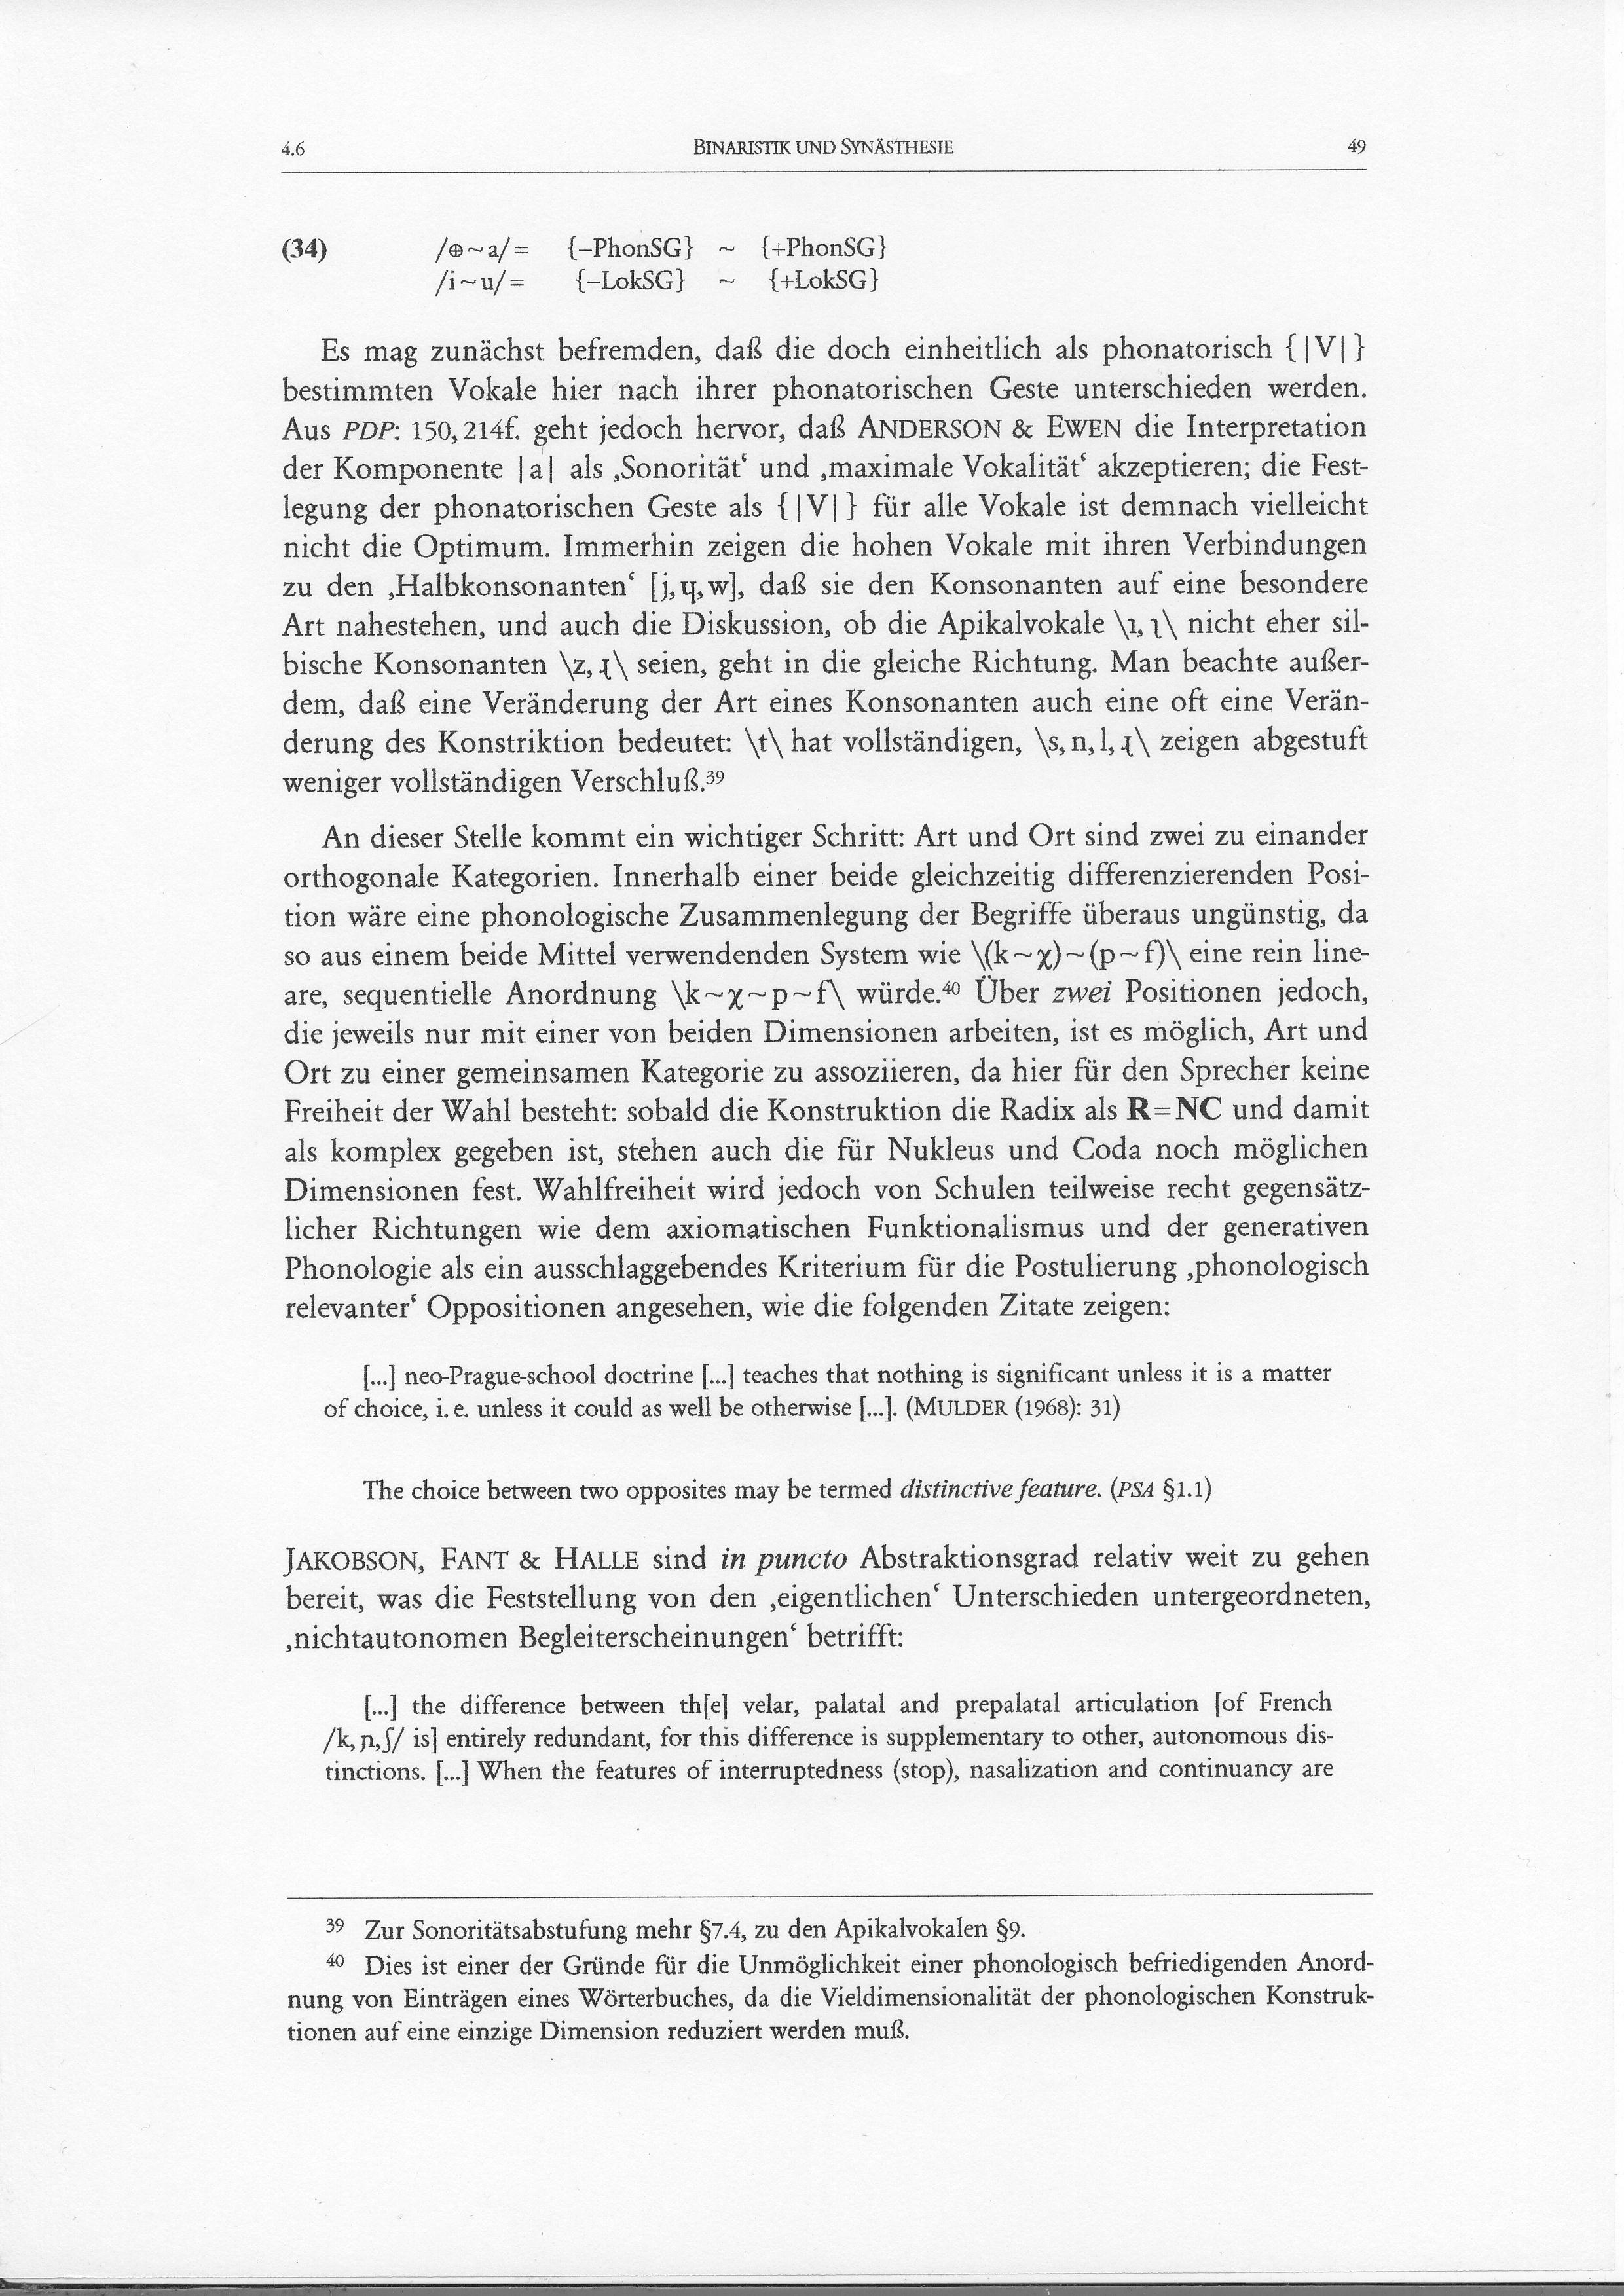 4.6 BINARISTIK UND SYNÄSTHESIE 49
(34) /⊕~a/= {–PhonSG} ~ {+PhonSG}
/i~u/= {–LokSG} ~ {+LokSG}
Es mag zunächst befremden, daß die doch einheitlich als phonatorisch {|V|}
bestimmten Vokale hier nach ihrer phonatorischen Geste unterschieden werden.
Aus PDP: 150, 214f. geht jedoch hervor, daß ANDERSON & EWEN die Interpretation
der Komponente |a| als ‚Sonorität‘ und ‚maximale Vokalität‘ akzeptieren; die Fest-
legung der phonatorischen Geste als {|V|} für alle Vokale ist demnach vielleicht
nicht die Optimum. Immerhin zeigen die hohen Vokale mit ihren Verbindungen
zu den ‚Halbkonsonanten‘ [j, ɥ, w], daß sie den Konsonanten auf eine besondere
Art nahestehen, und auch die Diskussion, ob die Apikalvokale \ɿ, ʅ\ nicht eher sil-
bische Konsonanten \z, ɻ\ seien, geht in die gleiche Richtung. Man beachte außer-
dem, daß eine Veränderung der Art eines Konsonanten auch eine oft eine Verän-
derung des Konstriktion bedeutet: \t\ hat vollständigen, \s, n, l, ɻ\ zeigen abgestuft
weniger vollständigen Verschluß.³⁹
An dieser Stelle kommt ein wichtiger Schritt: Art und Ort sind zwei zu einander
orthogonale Kategorien. Innerhalb einer beide gleichzeitig differenzierenden Posi-
tion wäre eine phonologische Zusammenlegung der Begriffe überaus ungünstig, da
so aus einem beide Mittel verwendenden System wie \(k~χ)~(p~f)\ eine rein line-
are, sequentielle Anordnung \k~χ~p~f\ würde.⁴⁰ Über zwei Positionen jedoch,
die jeweils nur mit einer von beiden Dimensionen arbeiten, ist es möglich, Art und
Ort zu einer gemeinsamen Kategorie zu assoziieren, da hier für den Sprecher keine
Freiheit der Wahl besteht: sobald die Konstruktion die Radix als R=NC und damit
als komplex gegeben ist, stehen auch die für Nukleus und Coda noch möglichen
Dimensionen fest. Wahlfreiheit wird jedoch von Schulen teilweise recht gegensätz-
licher Richtungen wie dem axiomatischen Funktionalismus und der generativen
Phonologie als ein ausschlaggebendes Kriterium für die Postulierung ‚phonologisch
relevanter‘ Oppositionen angesehen, wie die folgenden Zitate zeigen:
[...] neo-Prague-school doctrine [...] teaches that nothing is significant unless it is a matter
of choice, i. e. unless it could as well be otherwise [...]. (MULDER (1968): 31)
The choice between two opposites may be termed distinctive feature. (PSA §1.1)
JAKOBSON, FANT & HALLE sind in puncto Abstraktionsgrad relativ weit zu gehen
bereit, was die Feststellung von den ‚eigentlichen‘ Unterschieden untergeordneten,
‚nichtautonomen Begleiterscheinungen‘ betrifft:
[...] the difference between th[e] velar, palatal and prepalatal articulation [of French
/k, ɲ, ʃ/ is] entirely redundant, for this difference is supplementary to other, autonomous dis-
tinctions. [...] When the features of interruptedness (stop), nasalization and continuancy are
39 Zur Sonoritätsabstufung mehr §7.4, zu den Apikalvokalen §9.
40 Dies ist einer der Gründe für die Unmöglichkeit einer phonologisch befriedigenden Anord-
nung von Einträgen eines Wörterbuches, da die Vieldimensionalität der phonologischen Konstruk-
tionen auf eine einzige Dimension reduziert werden muß.